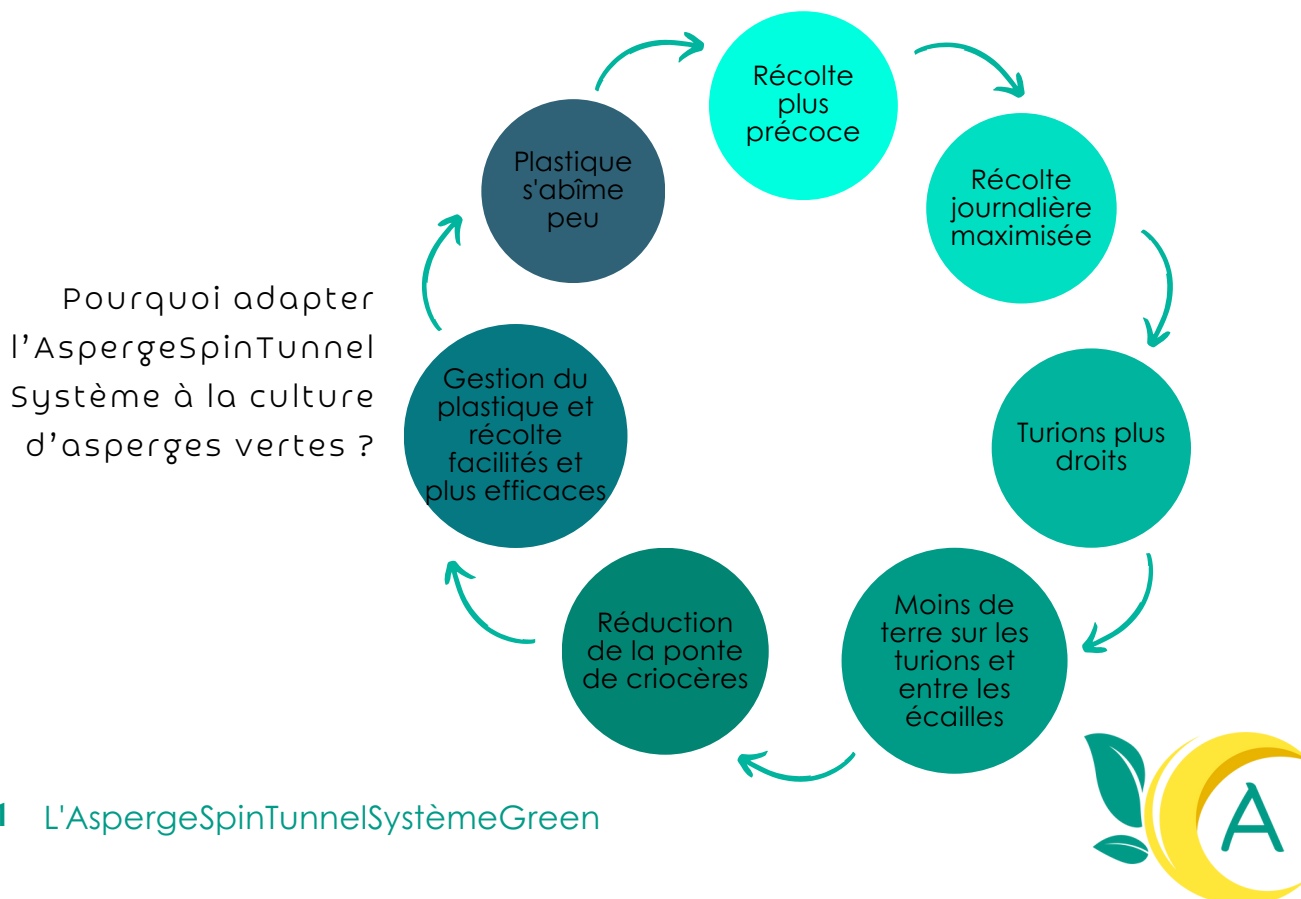 Pourquoi adapter
l'AspergeSpinTunnel
Système à la culture
d'asperges vertes ?
Récolte
plus
précoce
Récolte
journalière
maximisée
Turions plus
droits
Moins de
terre sur les
turions et
entre les
écailles
Réduction
de la ponte
de criocères
Gestion du
plastique et
récolte
facilités et
plus efficaces
Plastique
s'abîme
peu
1 L'AspergeSpinTunnelSystèmeGreen
A